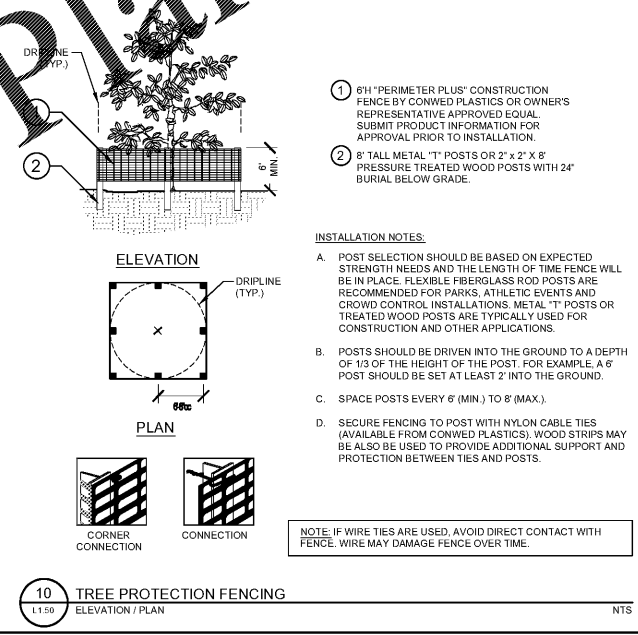 DRIPLINE
(TYP.)
1
2
6'
MIN.
ELEVATION
DRIPLINE
(TYP.)
PLAN
CORNER
CONNECTION
CONNECTION
1 6'H "PERIMETER PLUS" CONSTRUCTION
FENCE BY CONWED PLASTICS OR OWNER'S
REPRESENTATIVE APPROVED EQUAL.
SUBMIT PRODUCT INFORMATION FOR
APPROVAL PRIOR TO INSTALLATION.
2 8' TALL METAL "T" POSTS OR 2" x 2" X 8'
PRESSURE TREATED WOOD POSTS WITH 24"
BURIAL BELOW GRADE.
INSTALLATION NOTES:
A. POST SELECTION SHOULD BE BASED ON EXPECTED
STRENGTH NEEDS AND THE LENGTH OF TIME FENCE WILL
BE IN PLACE. FLEXIBLE FIBERGLASS ROD POSTS ARE
RECOMMENDED FOR PARKS, ATHLETIC EVENTS AND
CROWD CONTROL INSTALLATIONS. METAL "T" POSTS OR
TREATED WOOD POSTS ARE TYPICALLY USED FOR
CONSTRUCTION AND OTHER APPLICATIONS.
B. POSTS SHOULD BE DRIVEN INTO THE GROUND TO A DEPTH
OF 1/3 OF THE HEIGHT OF THE POST. FOR EXAMPLE, A 6'
POST SHOULD BE SET AT LEAST 2' INTO THE GROUND.
C. SPACE POSTS EVERY 6' (MIN.) TO 8' (MAX.).
D. SECURE FENCING TO POST WITH NYLON CABLE TIES
(AVAILABLE FROM CONWED PLASTICS). WOOD STRIPS MAY
BE ALSO BE USED TO PROVIDE ADDITIONAL SUPPORT AND
PROTECTION BETWEEN TIES AND POSTS.
NOTE: IF WIRE TIES ARE USED, AVOID DIRECT CONTACT WITH
FENCE. WIRE MAY DAMAGE FENCE OVER TIME.
10
L1.50
TREE PROTECTION FENCING
ELEVATION / PLAN
NTS